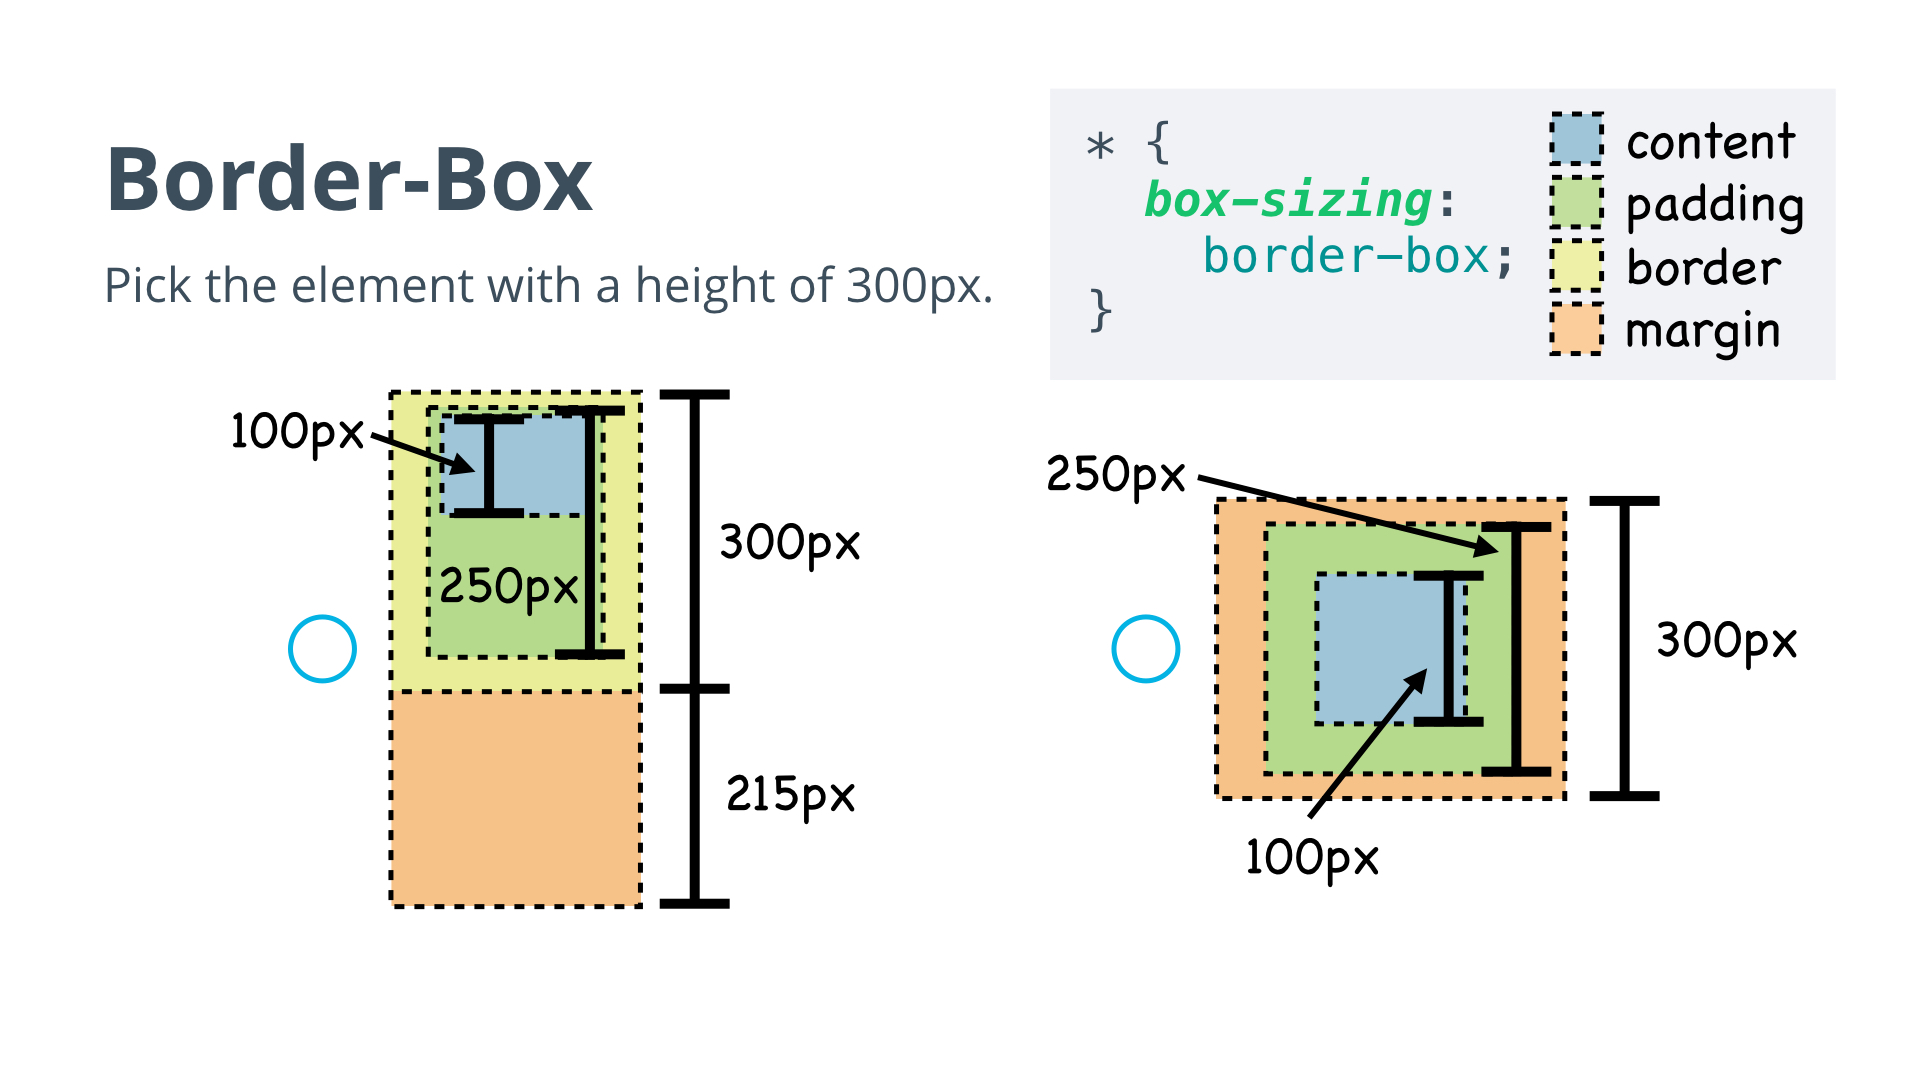 Border-Box
Pick the element with a height of 300px.
* {
box-sizing:
border-box;
}
content
padding
border
margin
100px
250px
300px
215px
250px
300px
100px